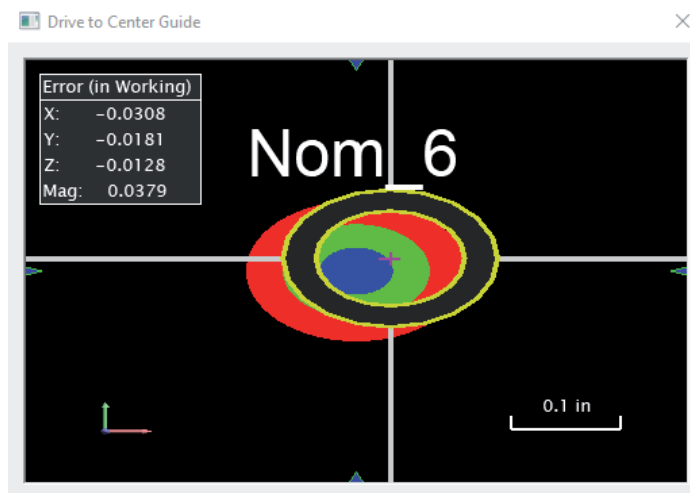 Drive to Center Guide
Error (in Working)
X: -0.0308
Y: -0.0181
Z: -0.0128
Mag: 0.0379
Nom_6
0.1 in